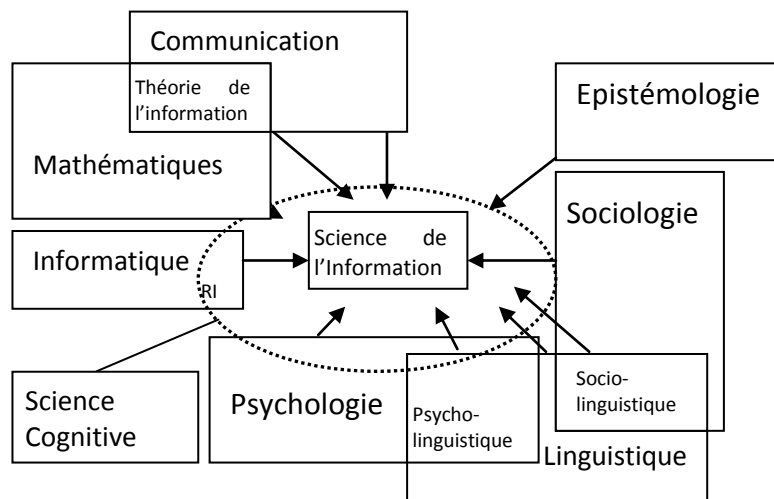 Communication
Théorie de
l'information
Epistémologie
Mathématiques
Sociologie
Science de
l'Information
Informatique
RI
Science
Cognitive
Psychologie
Psycho-
linguistique
Socio-
linguistique
Linguistique